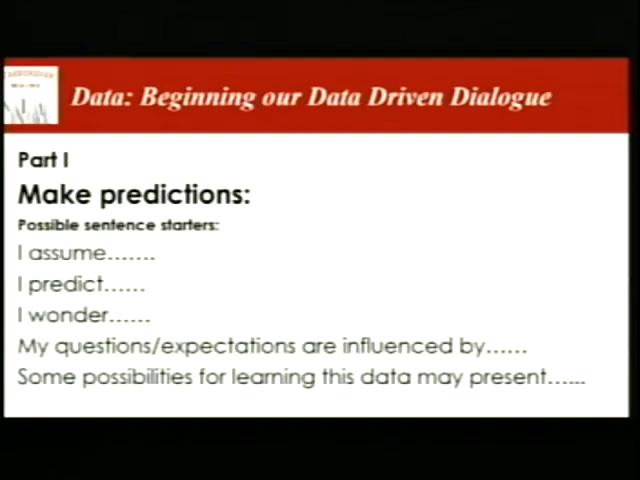 Data: Beginning our Data Driven Dialogue
Part I
Make predictions:
Possible sentence starters:
I assume.......
I predict......
I wonder......
My questions/expectations are influenced by......
Some possibilities for learning this data may present......